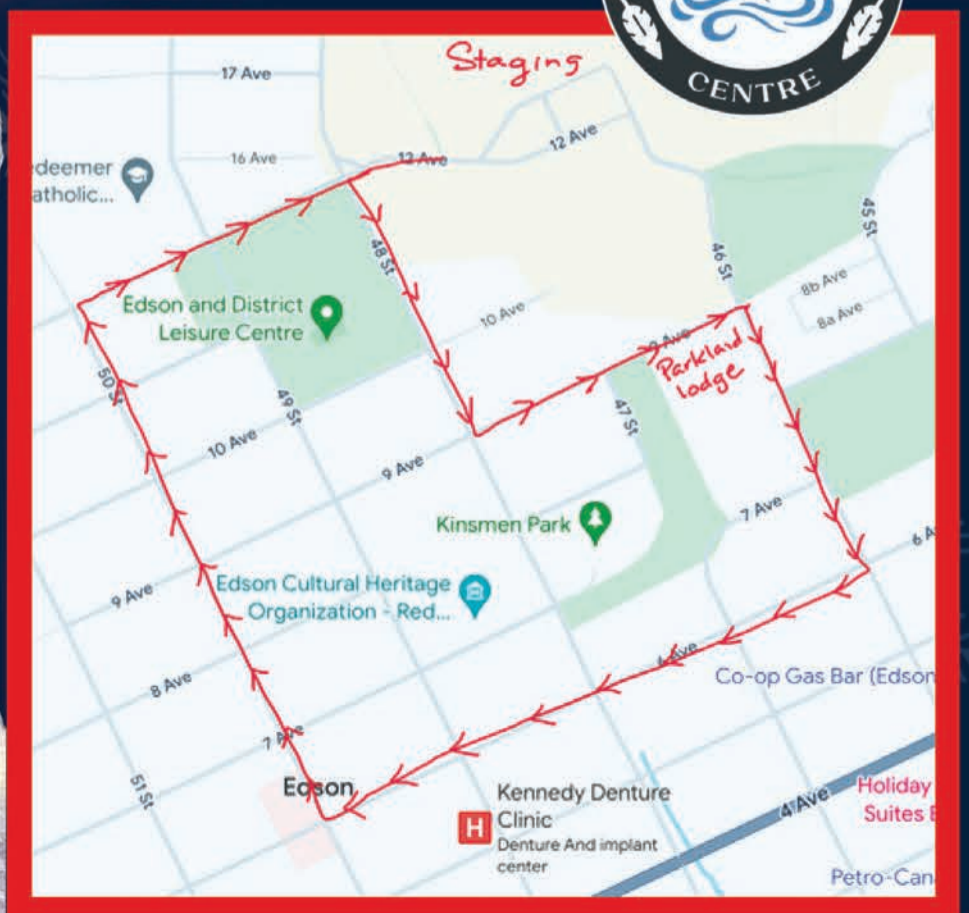 CENTRE
Staging
17 Ave
16 Ave
12 Ave
12 Ave
edeemer
atholic...
45 St
48 St
46 St
Edson and District
Leisure Centre
10 Ave
8b Ave
8a Ave
9 Ave
Parkland
lodge
50 St
49 St
47 St
10 Ave
9 Ave
Kinsmen Park
7 Ave
6 A
9 Ave
Edson Cultural Heritage
Organization - Red...
6 Ave
Co-op Gas Bar (Edson
8 Ave
7 Ave
51 St
Edson
Kennedy Denture
Clinic
Denture And implant
center
H
4 Ave
Holiday
Suites E
Petro-Can